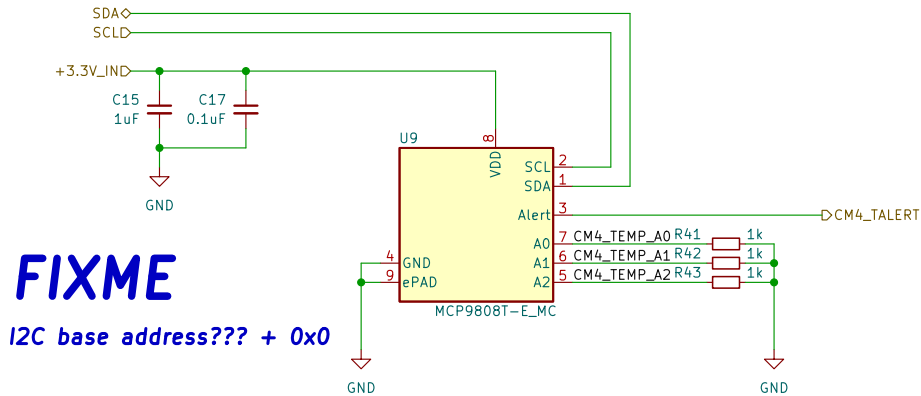 SDA
SCL
+3.3V_IN
C15
1uF
C17
0.1uF
GND
U9
8
VDD
SCL 2
SDA 1
Alert 3
CM4_TALERT
A0 7 CM4_TEMP_A0 R41 1k
A1 6 CM4_TEMP_A1 R42 1k
A2 5 CM4_TEMP_A2 R43 1k
4 GND
9 ePAD
MCP9808T-E_MC
FIXME
I2C base address??? + 0x0
GND
GND